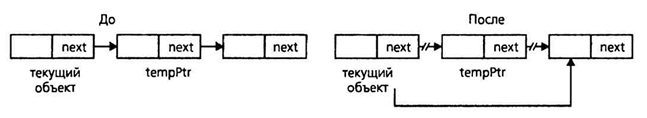 До
После
next next next
next next next
текущий объект
tempPtr
текущий объект
tempPtr